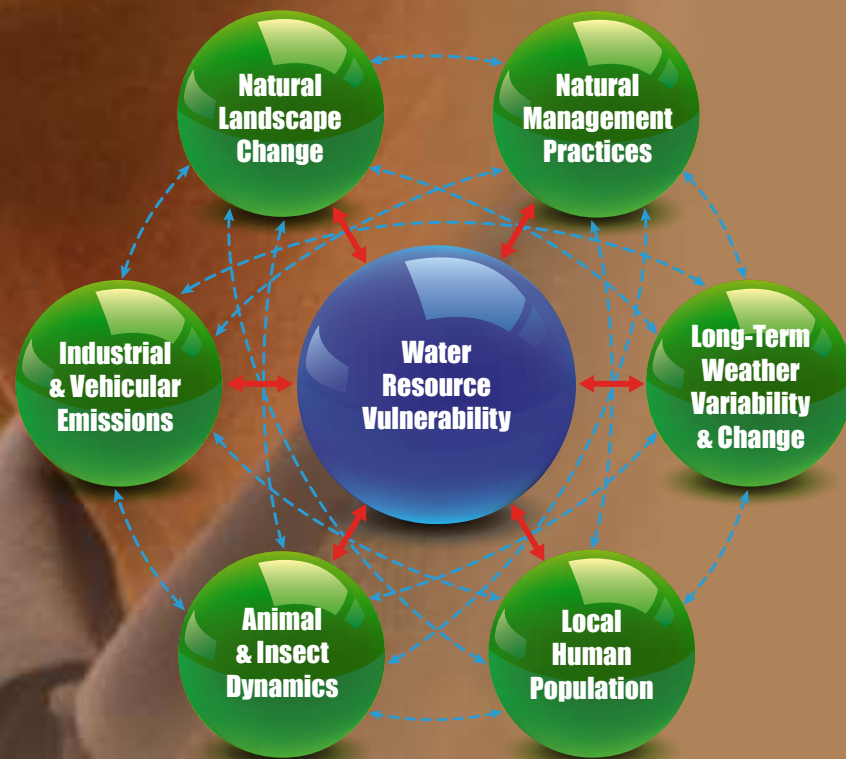 Natural
Landscape
Change
Natural
Management
Practices
Industrial
& Vehicular
Emissions
Water
Resource
Vulnerability
Long-Term
Weather
Variability
& Change
Animal
& Insect
Dynamics
Local
Human
Population